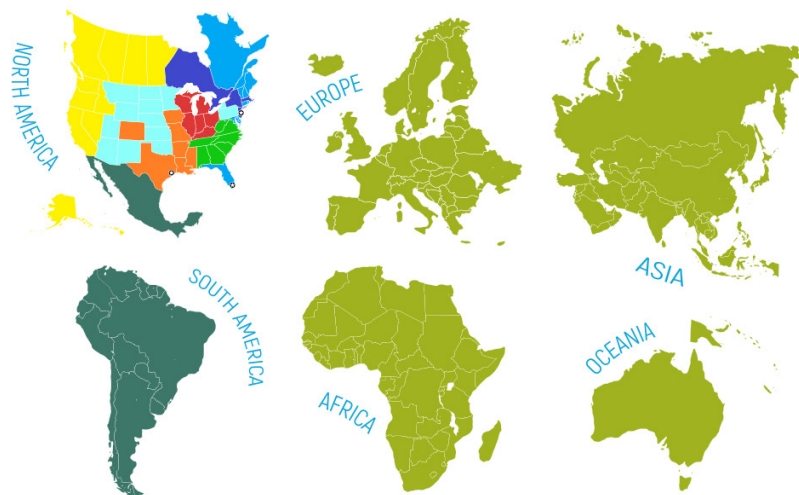 NORTH AMERICA
EUROPE
ASIA
SOUTH AMERICA
AFRICA
OCEANIA